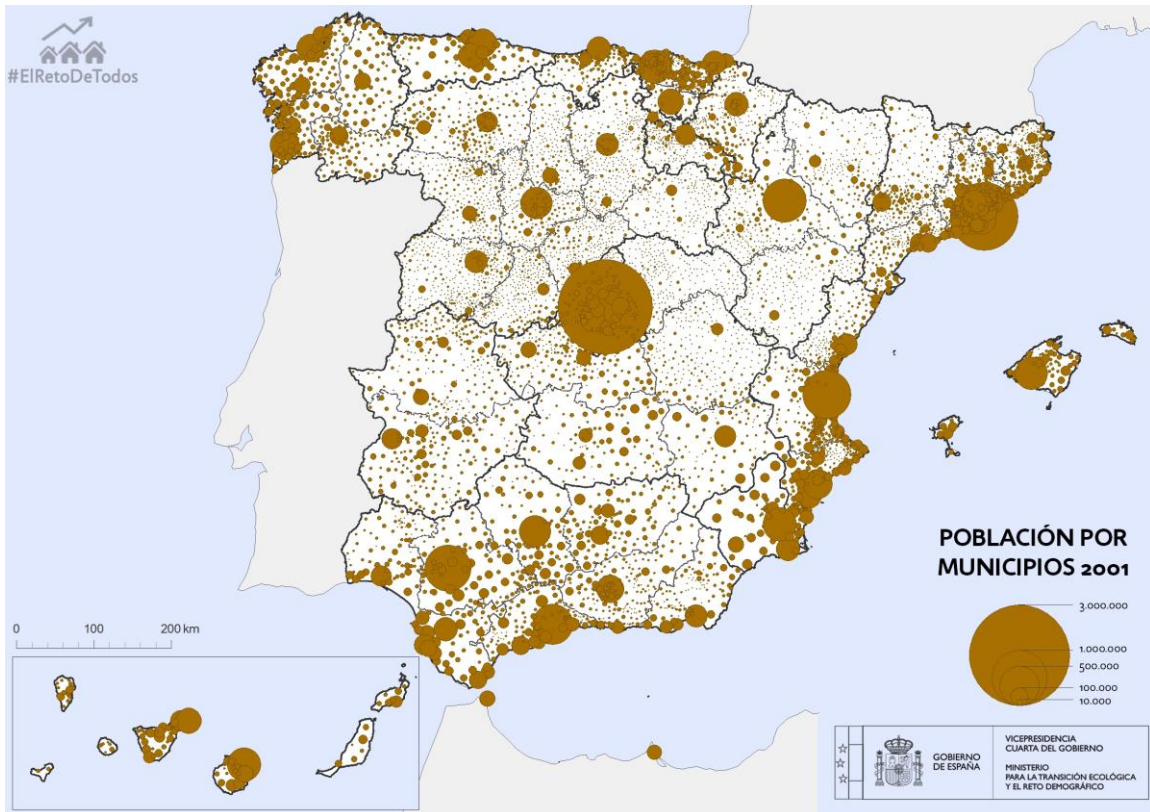 #ElRetoDeTodos
POBLACIÓN POR
MUNICIPIOS 2001
3.000.000
1.000.000
500.000
100.000
10.000
0 100 200 km
GOBIERNO
DE ESPAÑA
VICEPRESIDENCIA
CUARTA DEL GOBIERNO
MINISTERIO
PARA LA TRANSICIÓN ECOLÓGICA
Y EL RETO DEMOGRÁFICO